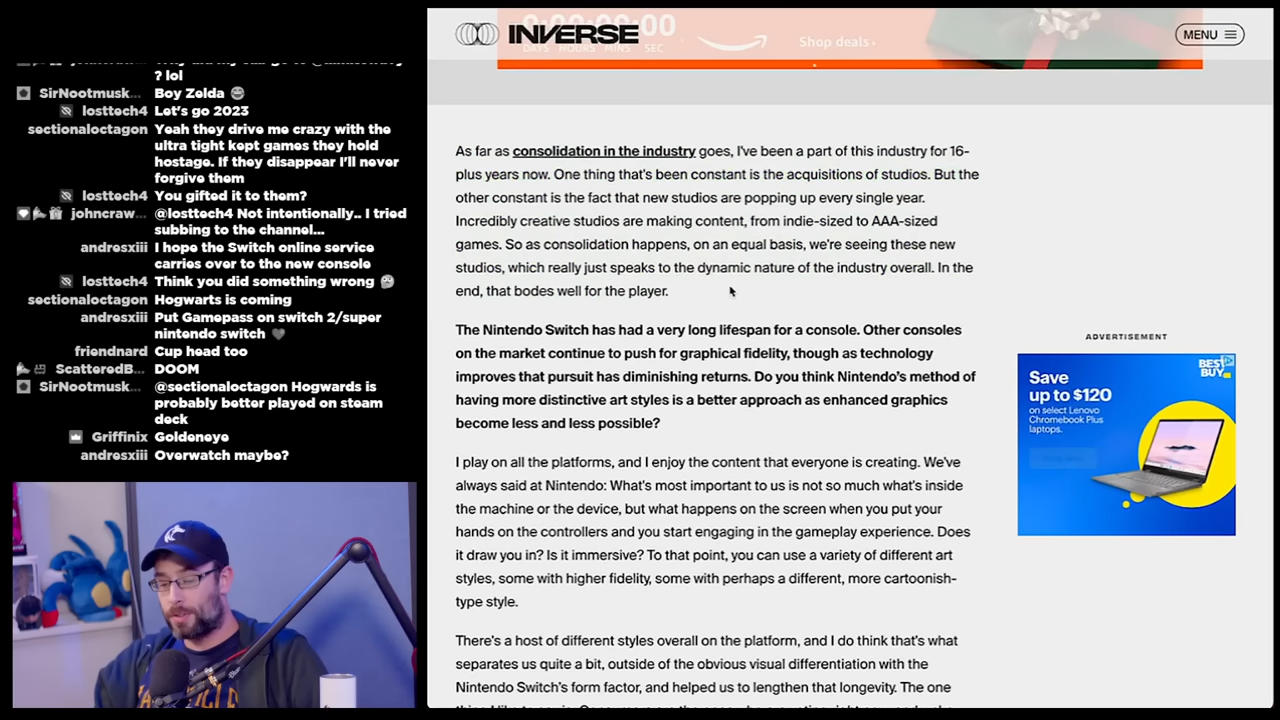 ? lol
SirNootmusk... Boy Zelda
losttech4 Let's go 2023
sectionaloctagon Yeah they drive me crazy with the
ultra tight kept games they hold
hostage. If they disappear I'll never
forgive them
losttech4 You gifted it to them?
johncraw... @losttech4 Not intentionally.. I tried
subbing to the channel...
andresxiii I hope the Switch online service
carries over to the new console
losttech4 Think you did something wrong
sectionaloctagon Hogwarts is coming
andresxiii Put Gamepass on switch 2/super
nintendo switch
friendnard Cup head too
ScatteredB... DOOM
SirNootmusk... @sectionaloctagon Hogwards is
probably better played on steam
deck
Griffinix Goldeneye
andresxiii Overwatch maybe?
INVERSE
DAYS HOURS MINS SEC
Shop deals ›
MENU
As far as consolidation in the industry goes, I've been a part of this industry for 16-
plus years now. One thing that's been constant is the acquisitions of studios. But the
other constant is the fact that new studios are popping up every single year.
Incredibly creative studios are making content, from indie-sized to AAA-sized
games. So as consolidation happens, on an equal basis, we're seeing these new
studios, which really just speaks to the dynamic nature of the industry overall. In the
end, that bodes well for the player.
The Nintendo Switch has had a very long lifespan for a console. Other consoles
on the market continue to push for graphical fidelity, though as technology
improves that pursuit has diminishing returns. Do you think Nintendo's method of
having more distinctive art styles is a better approach as enhanced graphics
become less and less possible?
I play on all the platforms, and I enjoy the content that everyone is creating. We've
always said at Nintendo: What's most important to us is not so much what's inside
the machine or the device, but what happens on the screen when you put your
hands on the controllers and you start engaging in the gameplay experience. Does
it draw you in? Is it immersive? To that point, you can use a variety of different art
styles, some with higher fidelity, some with perhaps a different, more cartoonish-
type style.
There's a host of different styles overall on the platform, and I do think that's what
separates us quite a bit, outside of the obvious visual differentiation with the
Nintendo Switch's form factor, and helped us to lengthen that longevity. The one
ADVERTISEMENT
BEST
BUY
Save
up to $120
on select Lenovo
Chromebook Plus
laptops.